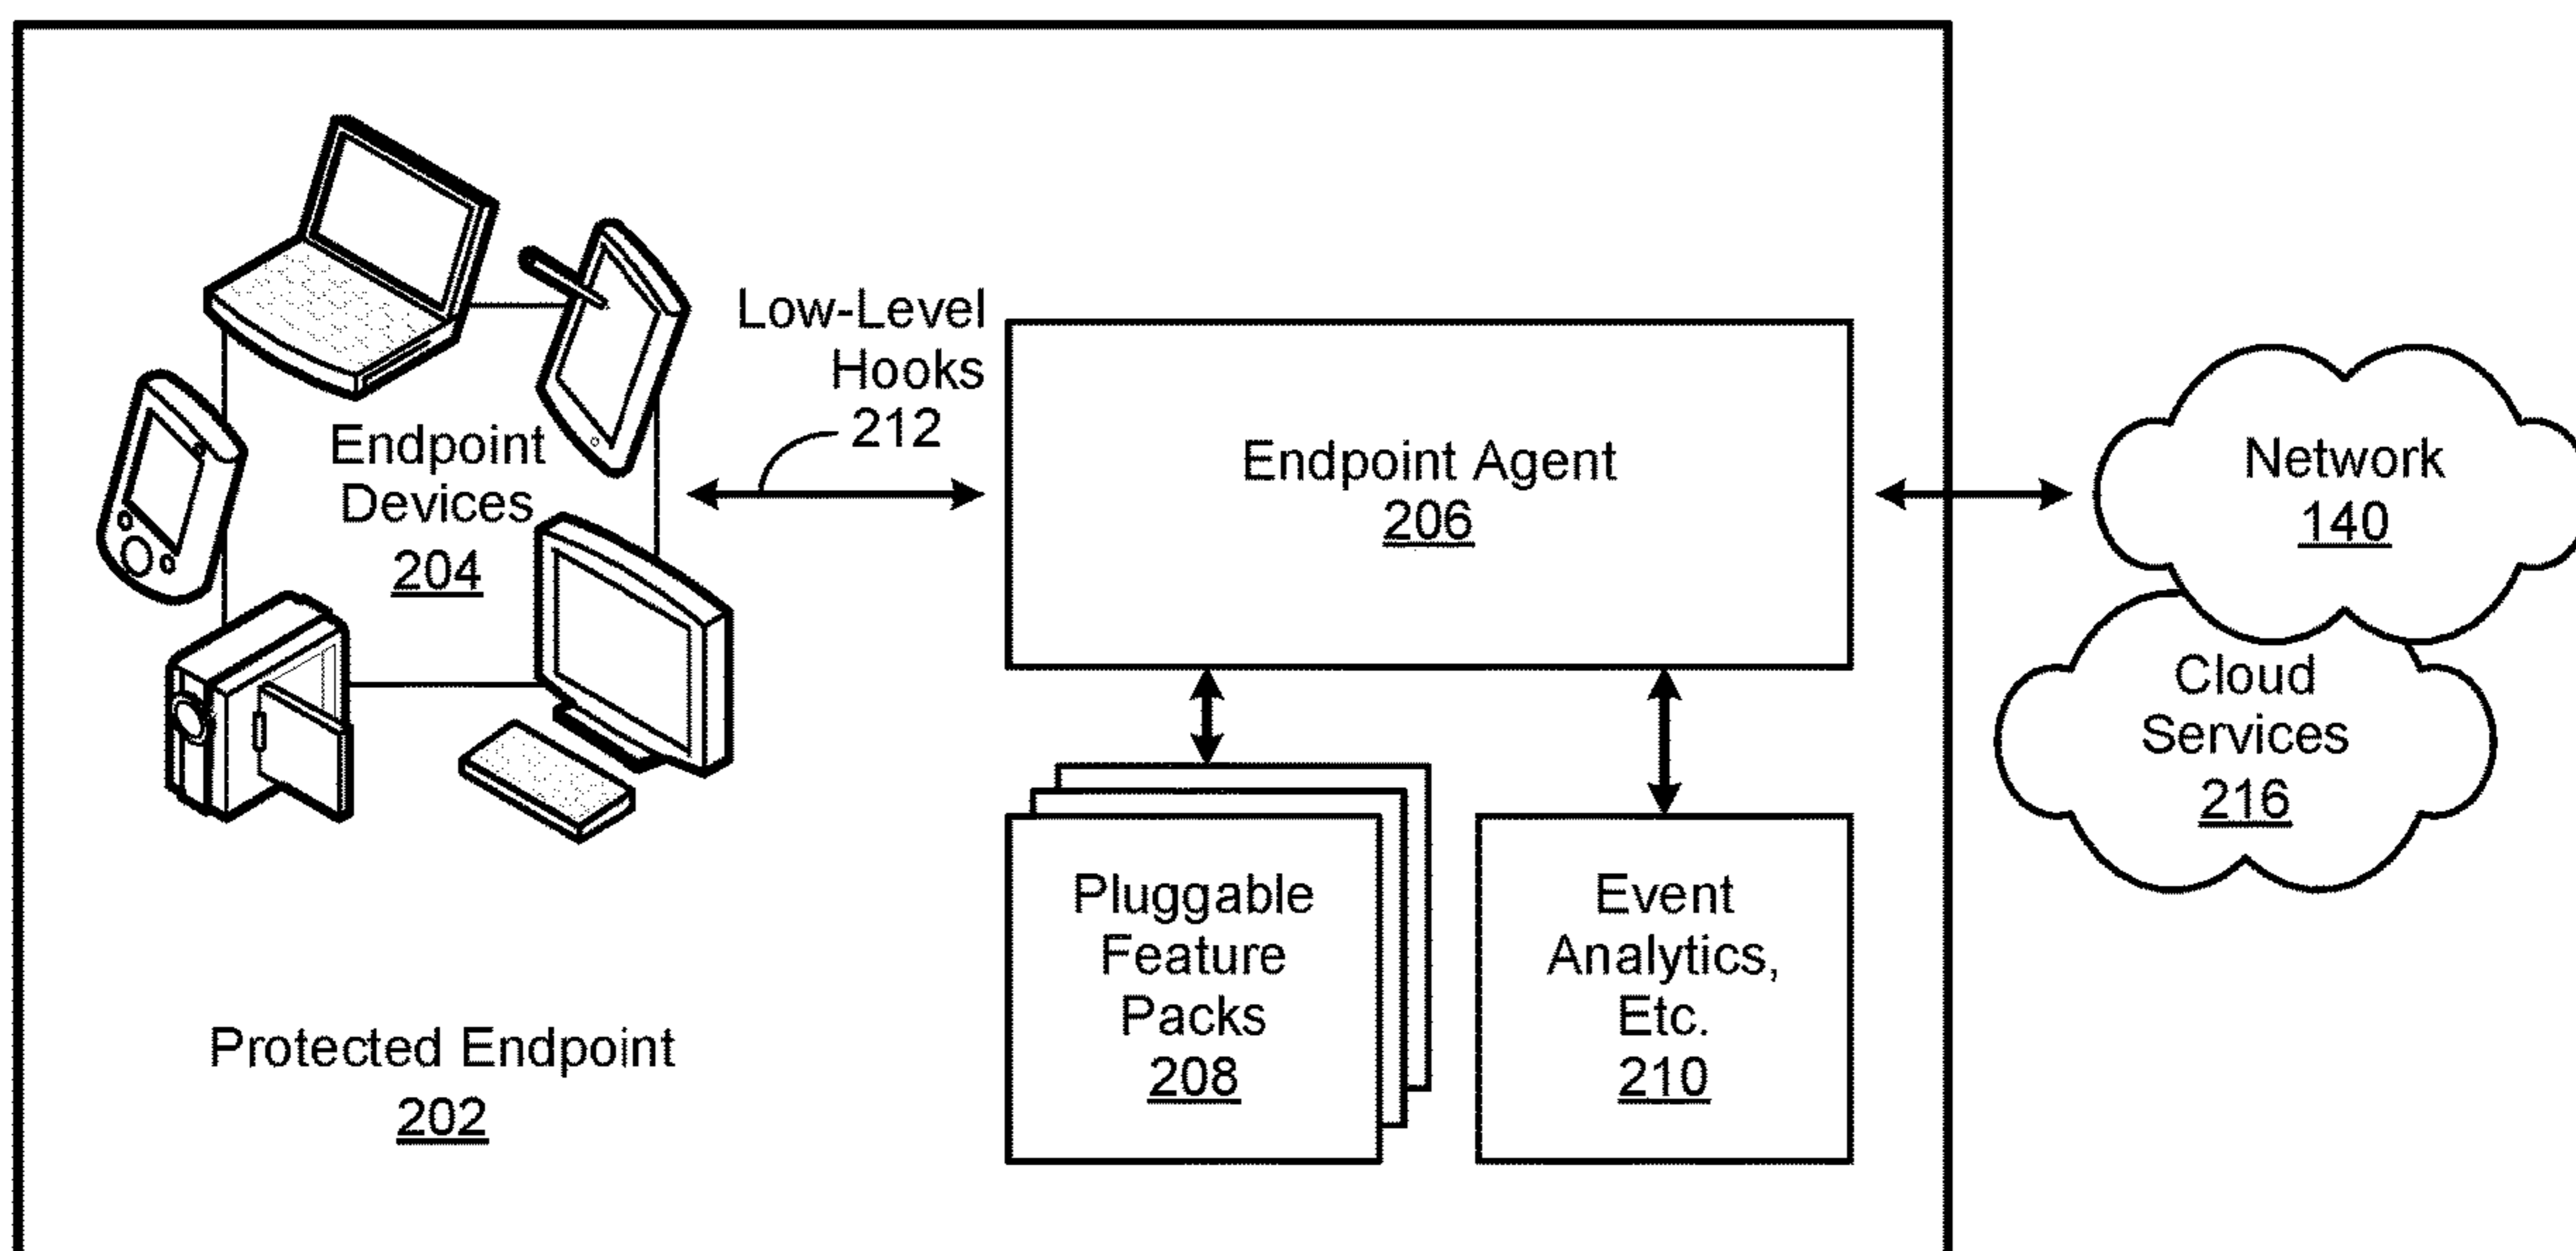 Low-Level
Hooks
212
Endpoint
Devices
204
Endpoint Agent
206
Network
140
Cloud
Services
216
Pluggable
Feature
Packs
208
Event
Analytics,
Etc.
210
Protected Endpoint
202